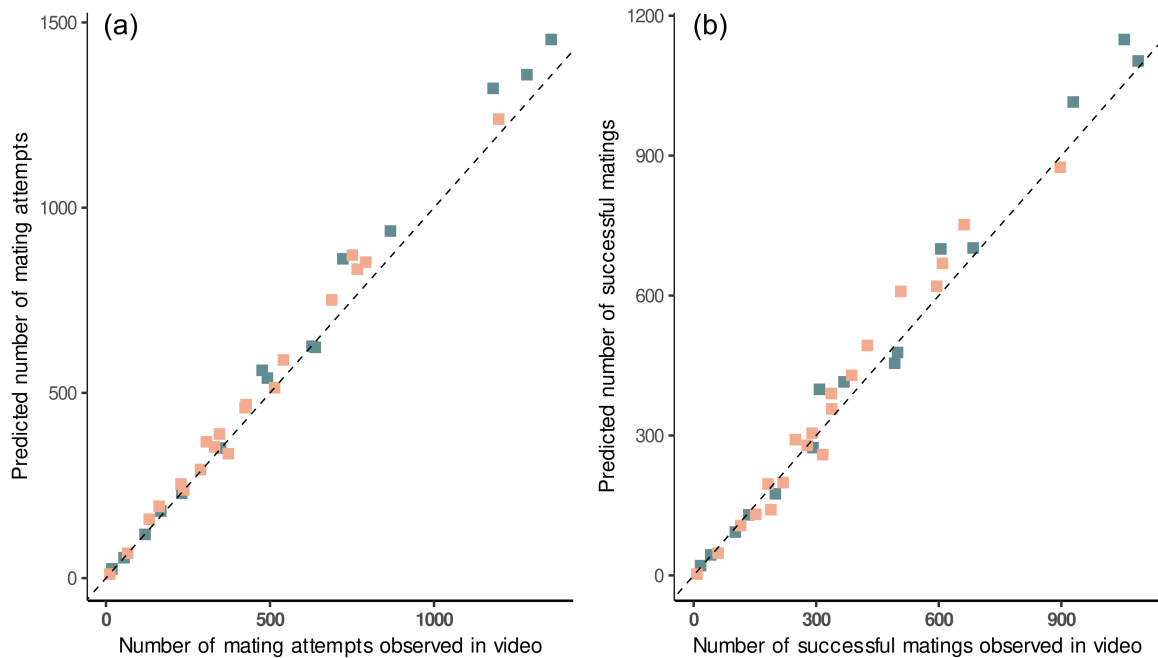 (a)
1500
1000
500
0
0 500 1000
Predicted number of mating attempts
Number of mating attempts observed in video
(b)
1200
900
600
300
0
0 300 600 900
Predicted number of successful matings
Number of successful matings observed in video